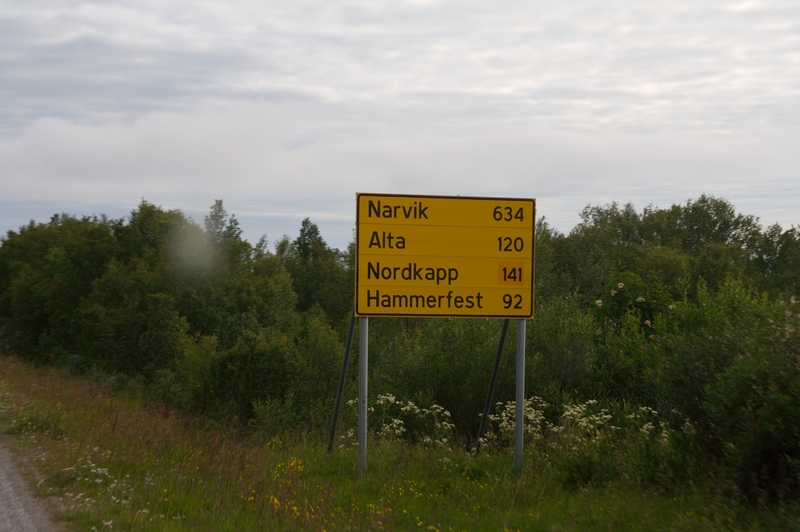 Narvik 634
Alta 120
Nordkapp 141
Hammerfest 92